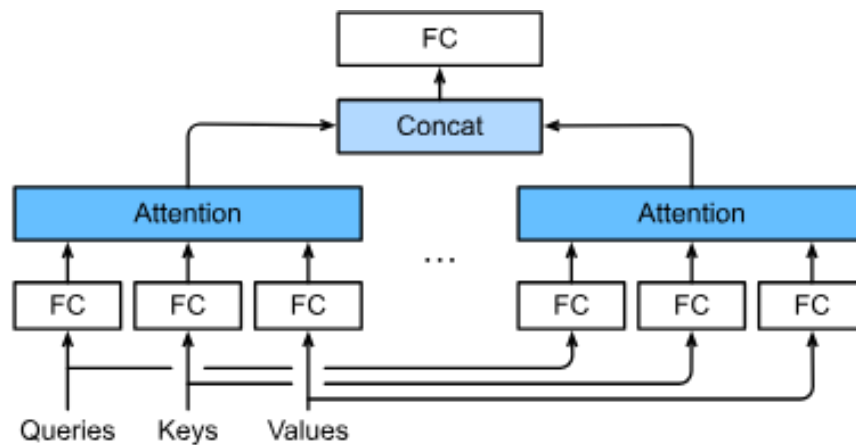 FC
Concat
Attention Attention
...
FC FC FC FC FC FC
Queries Keys Values